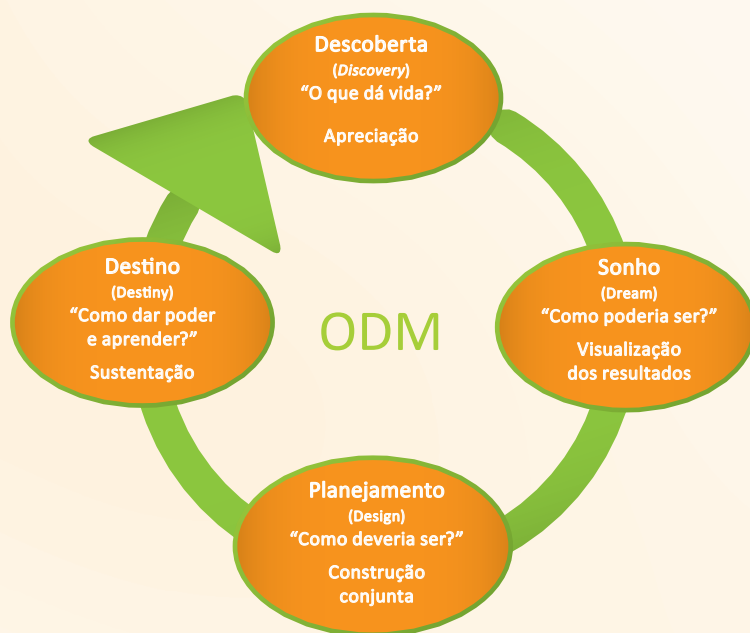 Descoberta
(Discovery)
“O que dá vida?”
Apreciação
Destino
(Destiny)
“Como dar poder
e aprender?”
Sustentação
ODM
Sonho
(Dream)
“Como poderia ser?”
Visualização
dos resultados
Planejamento
(Design)
“Como deveria ser?”
Construção
conjunta